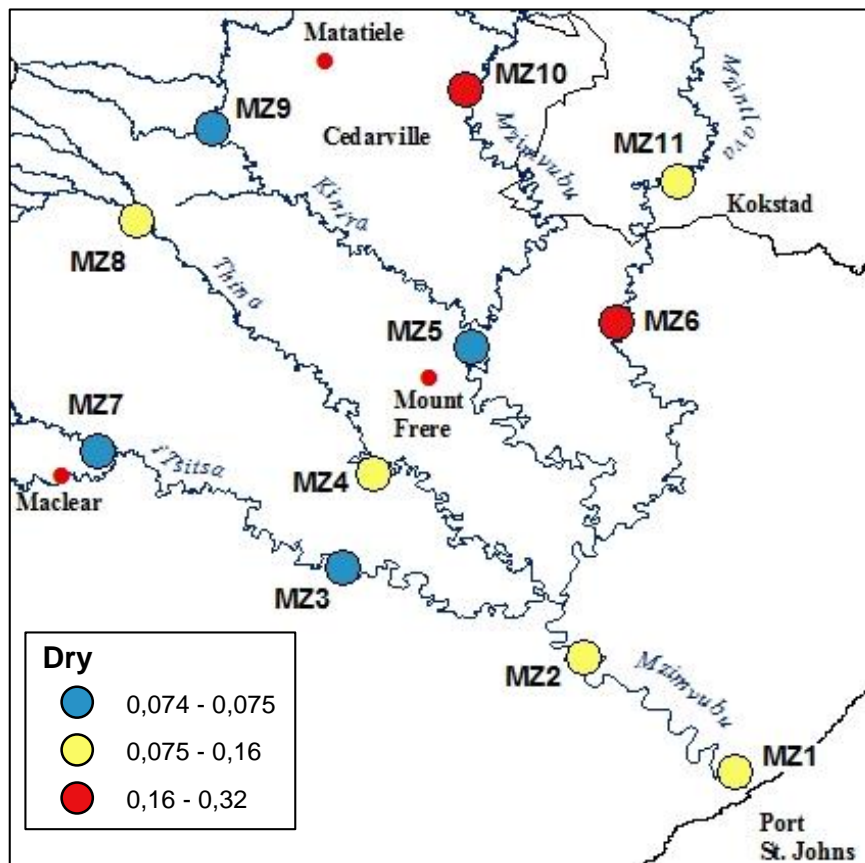 Matatiele
MZ10
MZ9
Cedarville
Mzimvubu
Mzintlava
MZ11
Kokstad
MZ8
Kinira
Thina
MZ5
MZ6
Mount
Frere
MZ7
iTsitsa
Maclear
MZ4
MZ3
MZ2
Mzimvubu
MZ1
Port
St. Johns
Dry
0,074 - 0,075
0,075 - 0,16
0,16 - 0,32